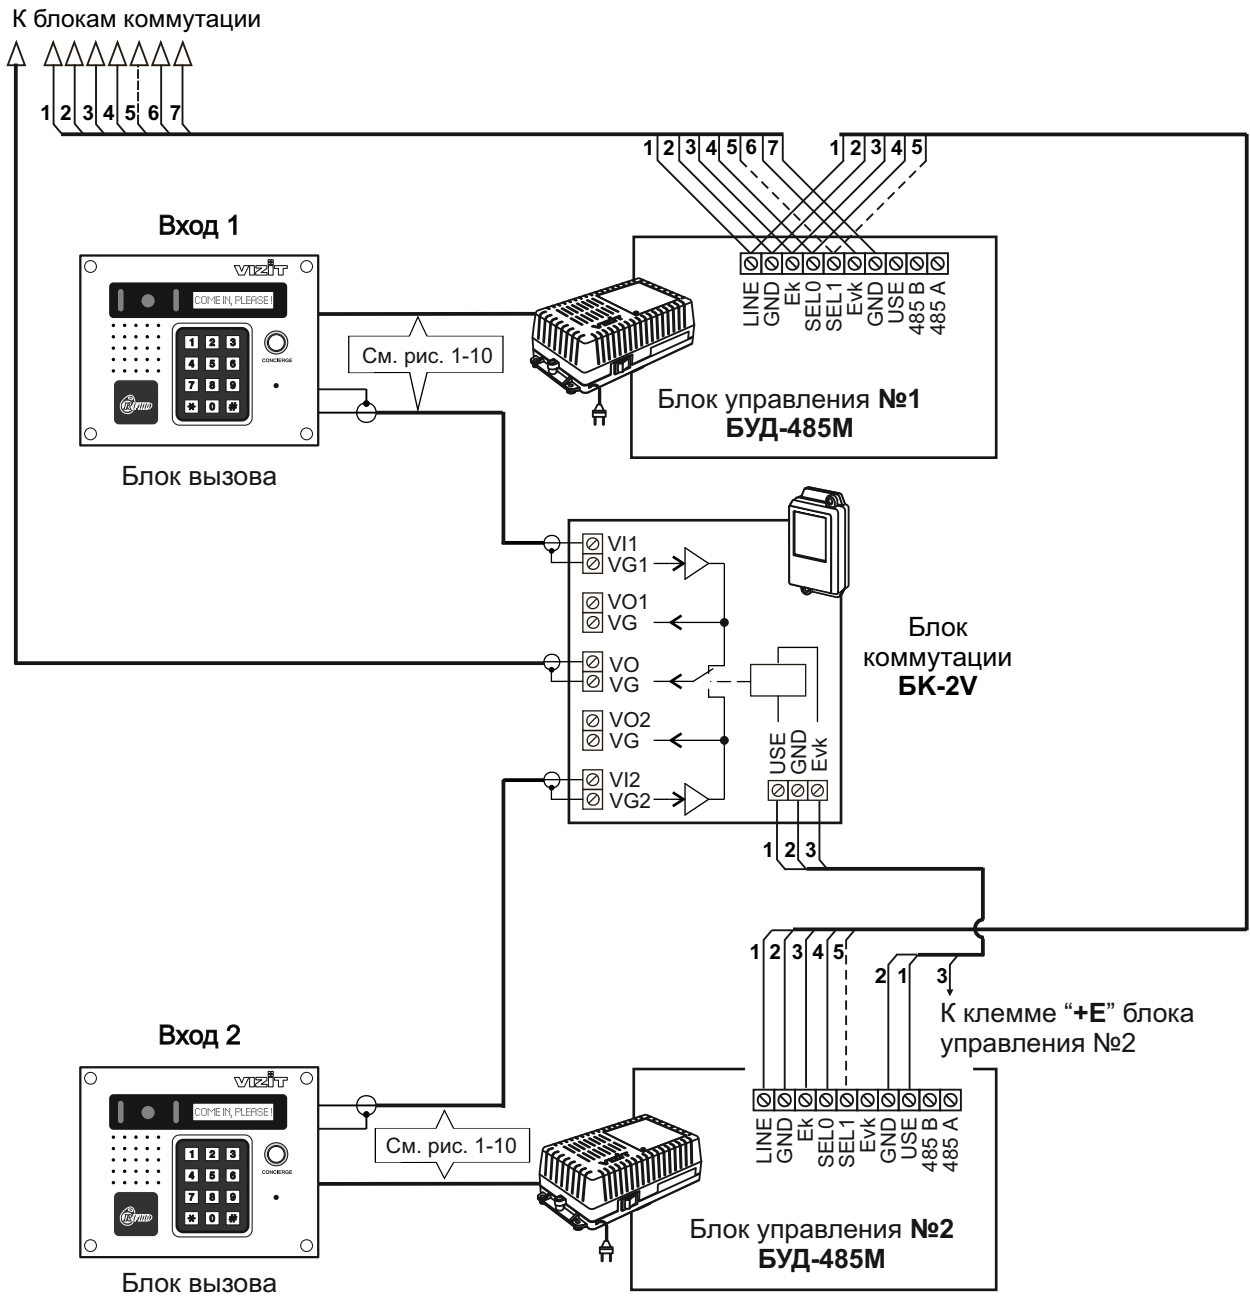 К блокам коммутации
1 2 3 4 5 6 7
1 2 3 4 5 6 7
1 2 3 4 5
Вход 1
VIZIT
COME IN, PLEASE!
1 2 3
4 5 6
7 8 9
* 0 #
CONCIERGE
См. рис. 1-10
LINE
GND
Ek
SEL0
SEL1
Evk
GND
USE
485 B
485 A
Блок управления №1
БУД-485М
Блок вызова
VI1
VG1
VO1
VG
VO
VG
VO2
VG
VI2
VG2
USE
GND
Evk
Блок
коммутации
БК-2V
1 2 3
1 2 3 4 5
2 1 3
К клемме “+E” блока
управления №2
Вход 2
VIZIT
COME IN, PLEASE!
1 2 3
4 5 6
7 8 9
* 0 #
CONCIERGE
См. рис. 1-10
LINE
GND
Ek
SEL0
SEL1
Evk
GND
USE
485 B
485 A
Блок управления №2
БУД-485М
Блок вызова